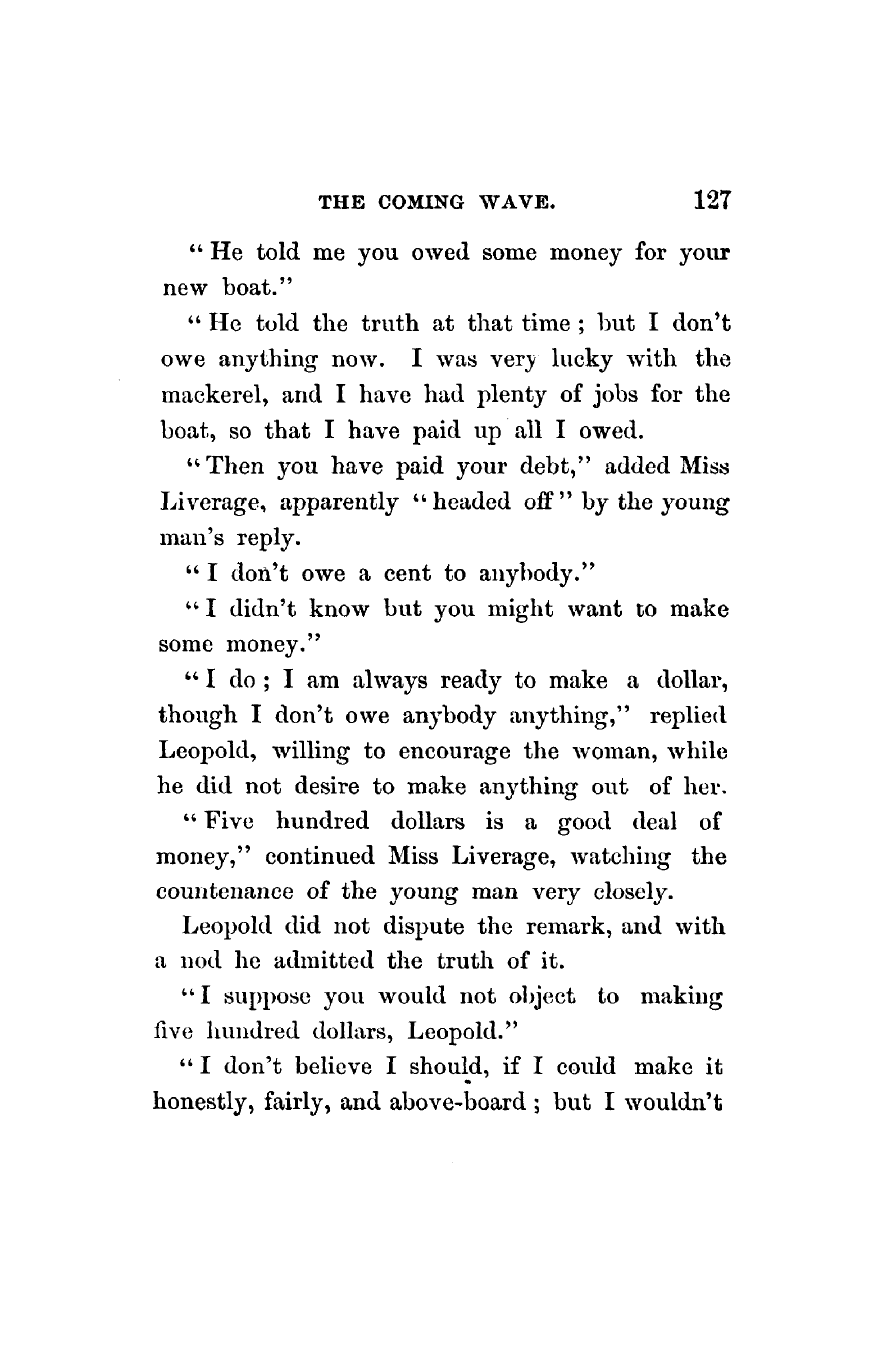 THE COMING WAVE. 127
“He told me you owed some money for your
new boat.”
“He told the truth at that time; but I don’t
owe anything now. I was very lucky with the
mackerel, and I have had plenty of jobs for the
boat, so that I have paid up all I owed.
“Then you have paid your debt,” added Miss
Liverage, apparently “headed off” by the young
man’s reply.
“I don’t owe a cent to anybody.”
“I didn’t know but you might want to make
some money.”
“I do; I am always ready to make a dollar,
though I don’t owe anybody anything,” replied
Leopold, willing to encourage the woman, while
he did not desire to make anything out of her.
“Five hundred dollars is a good deal of
money,” continued Miss Liverage, watching the
countenance of the young man very closely.
Leopold did not dispute the remark, and with
a nod he admitted the truth of it.
“I suppose you would not object to making
five hundred dollars, Leopold.”
“I don’t believe I should, if I could make it
honestly, fairly, and above-board; but I wouldn’t